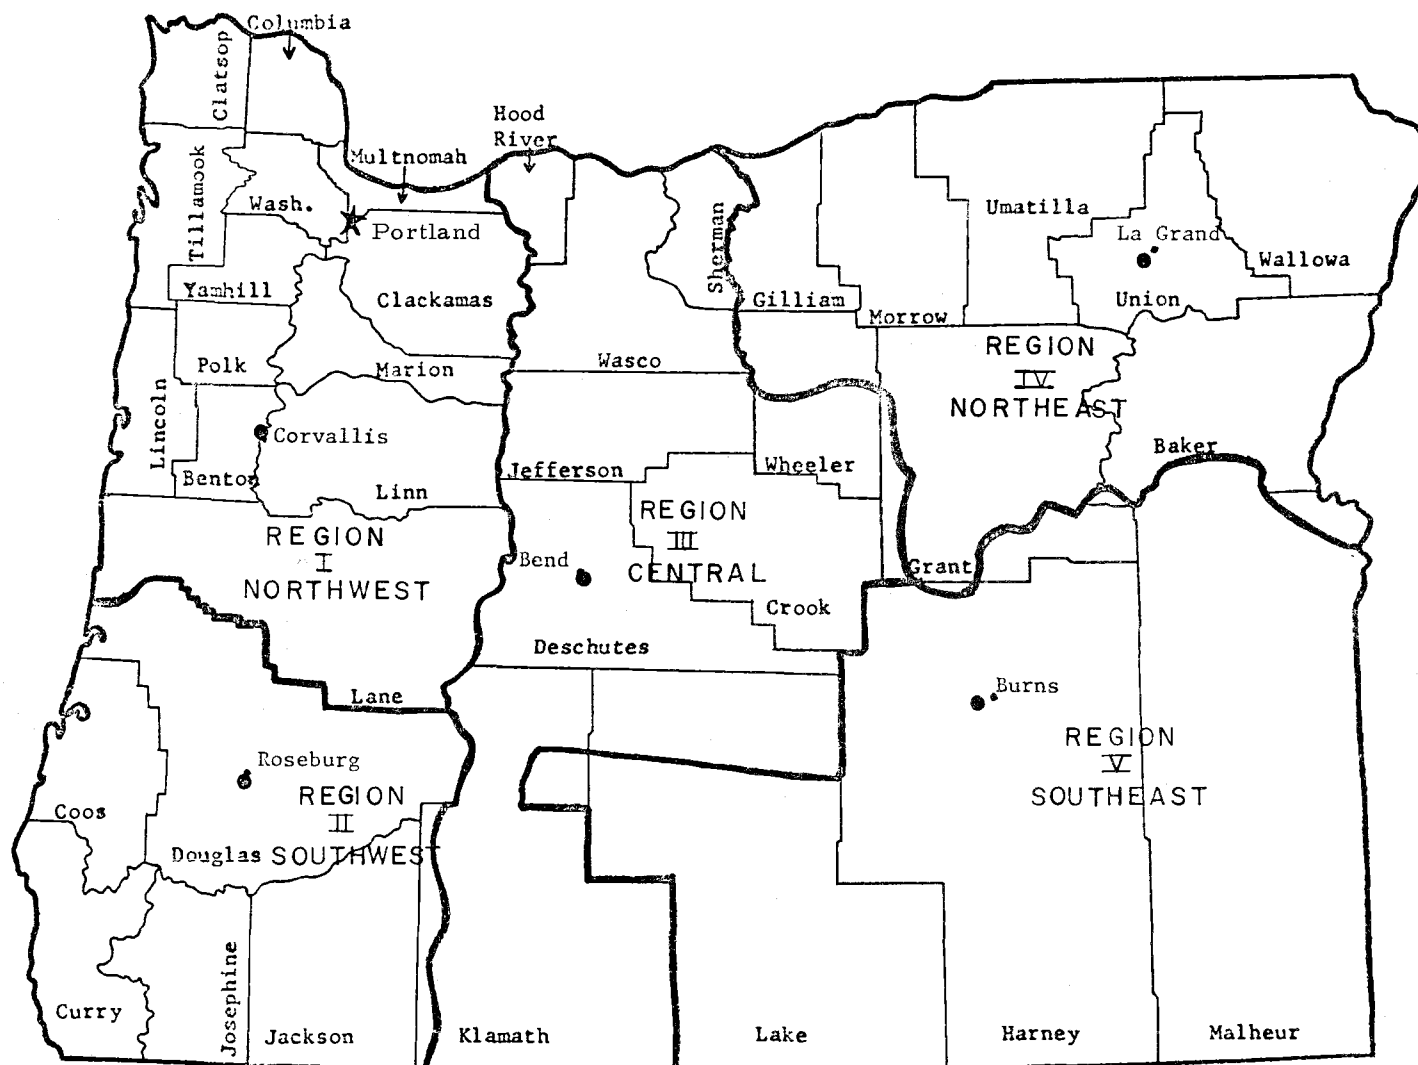 Columbia
Clatsop
Hood
River
Multnomah
Tillamook
Wash.
Portland
Sherman
Umatilla
La Grand
Wallowa
Yamhill
Clackamas
Gilliam
Union
Morrow
REGION
IV
NORTHEAST
Polk
Marion
Wasco
Lincoln
Corvallis
Baker
Benton
Linn
Jefferson
Wheeler
REGION
I
NORTHWEST
REGION
III
CENTRAL
Bend
Grant
Crook
Deschutes
Lane
Burns
REGION
V
SOUTHEAST
Roseburg
REGION
II
SOUTHWEST
Coos
Douglas
Curry
Josephine
Jackson
Klamath
Lake
Harney
Malheur